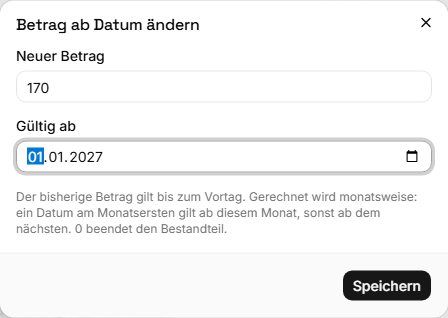 Betrag ab Datum ändern
Neuer Betrag
170
Gültig ab
01.01.2027
Der bisherige Betrag gilt bis zum Vortag. Gerechnet wird monatsweise:
ein Datum am Monatsersten gilt ab diesem Monat, sonst ab dem
nächsten. 0 beendet den Bestandteil.
Speichern